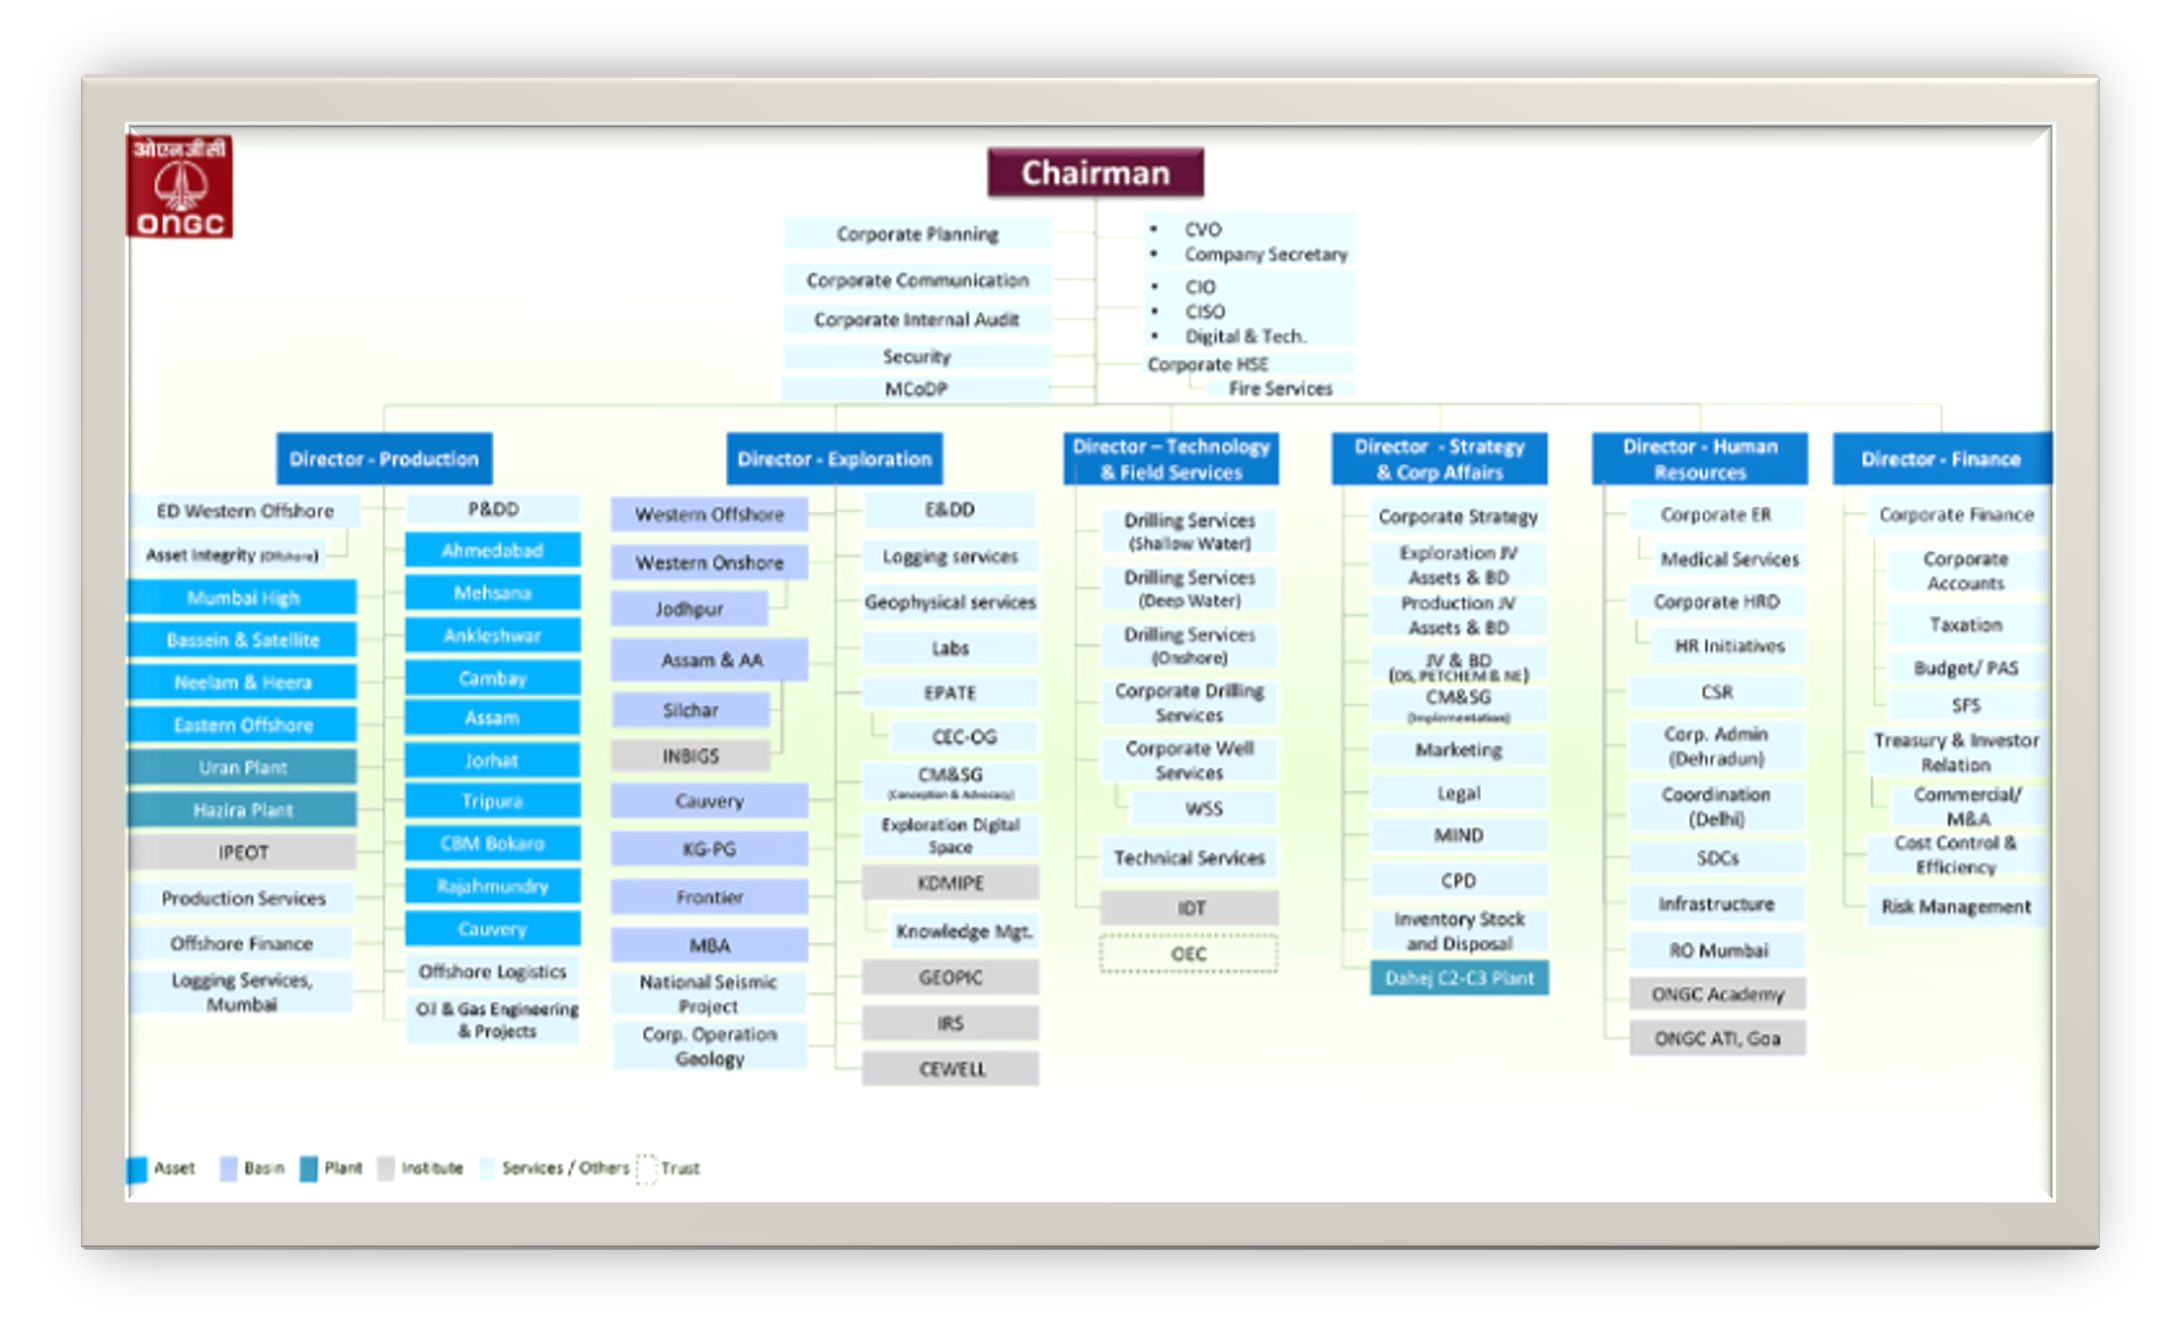 ओएनजीसी
ONGC
Chairman
Corporate Planning
Corporate Communication
Corporate Internal Audit
Security
MCoDP
• CVO
• Company Secretary
• CIO
• CISO
• Digital & Tech.
Corporate HSE
Fire Services
Director - Production
ED Western Offshore
Asset Integrity (Offshore)
Mumbai High
Bassein & Satellite
Neelam & Heera
Eastern Offshore
Uran Plant
Hazira Plant
IPEOT
Production Services
Offshore Finance
Logging Services,
Mumbai
P&DD
Ahmedabad
Mehsana
Ankleshwar
Cambay
Assam
Jorhat
Tripura
CBM Bokaro
Rajahmundry
Cauvery
Offshore Logistics
Oil & Gas Engineering
& Projects
Director - Exploration
Western Offshore
Western Onshore
Jodhpur
Assam & AA
Silchar
INBIGS
Cauvery
KG-PG
Frontier
MBA
National Seismic
Project
Corp. Operation
Geology
E&DD
Logging services
Geophysical services
Labs
EPATE
CEC-OG
CM&SG
(Conception & Advocacy)
Exploration Digital
Space
KDMIPE
Knowledge Mgt.
GEOPIC
IRS
CEWELL
Director – Technology
& Field Services
Drilling Services
(Shallow Water)
Drilling Services
(Deep Water)
Drilling Services
(Onshore)
Corporate Drilling
Services
Corporate Well
Services
WSS
Technical Services
IDT
OEC
Director - Strategy
& Corp Affairs
Corporate Strategy
Exploration JV
Assets & BD
Production JV
Assets & BD
JV & BD
(DS, PETCHEM & NE)
CM&SG
(Implementation)
Marketing
Legal
MIND
CPD
Inventory Stock
and Disposal
Dahej C2-C3 Plant
Director - Human
Resources
Corporate ER
Medical Services
Corporate HRD
HR Initiatives
CSR
Corp. Admin
(Dehradun)
Coordination
(Delhi)
SDCs
Infrastructure
RO Mumbai
ONGC Academy
ONGC ATI, Goa
Director - Finance
Corporate Finance
Corporate
Accounts
Taxation
Budget/ PAS
SFS
Treasury & Investor
Relation
Commercial/
M&A
Cost Control &
Efficiency
Risk Management
Asset
Basin
Plant
Institute
Services / Others
Trust